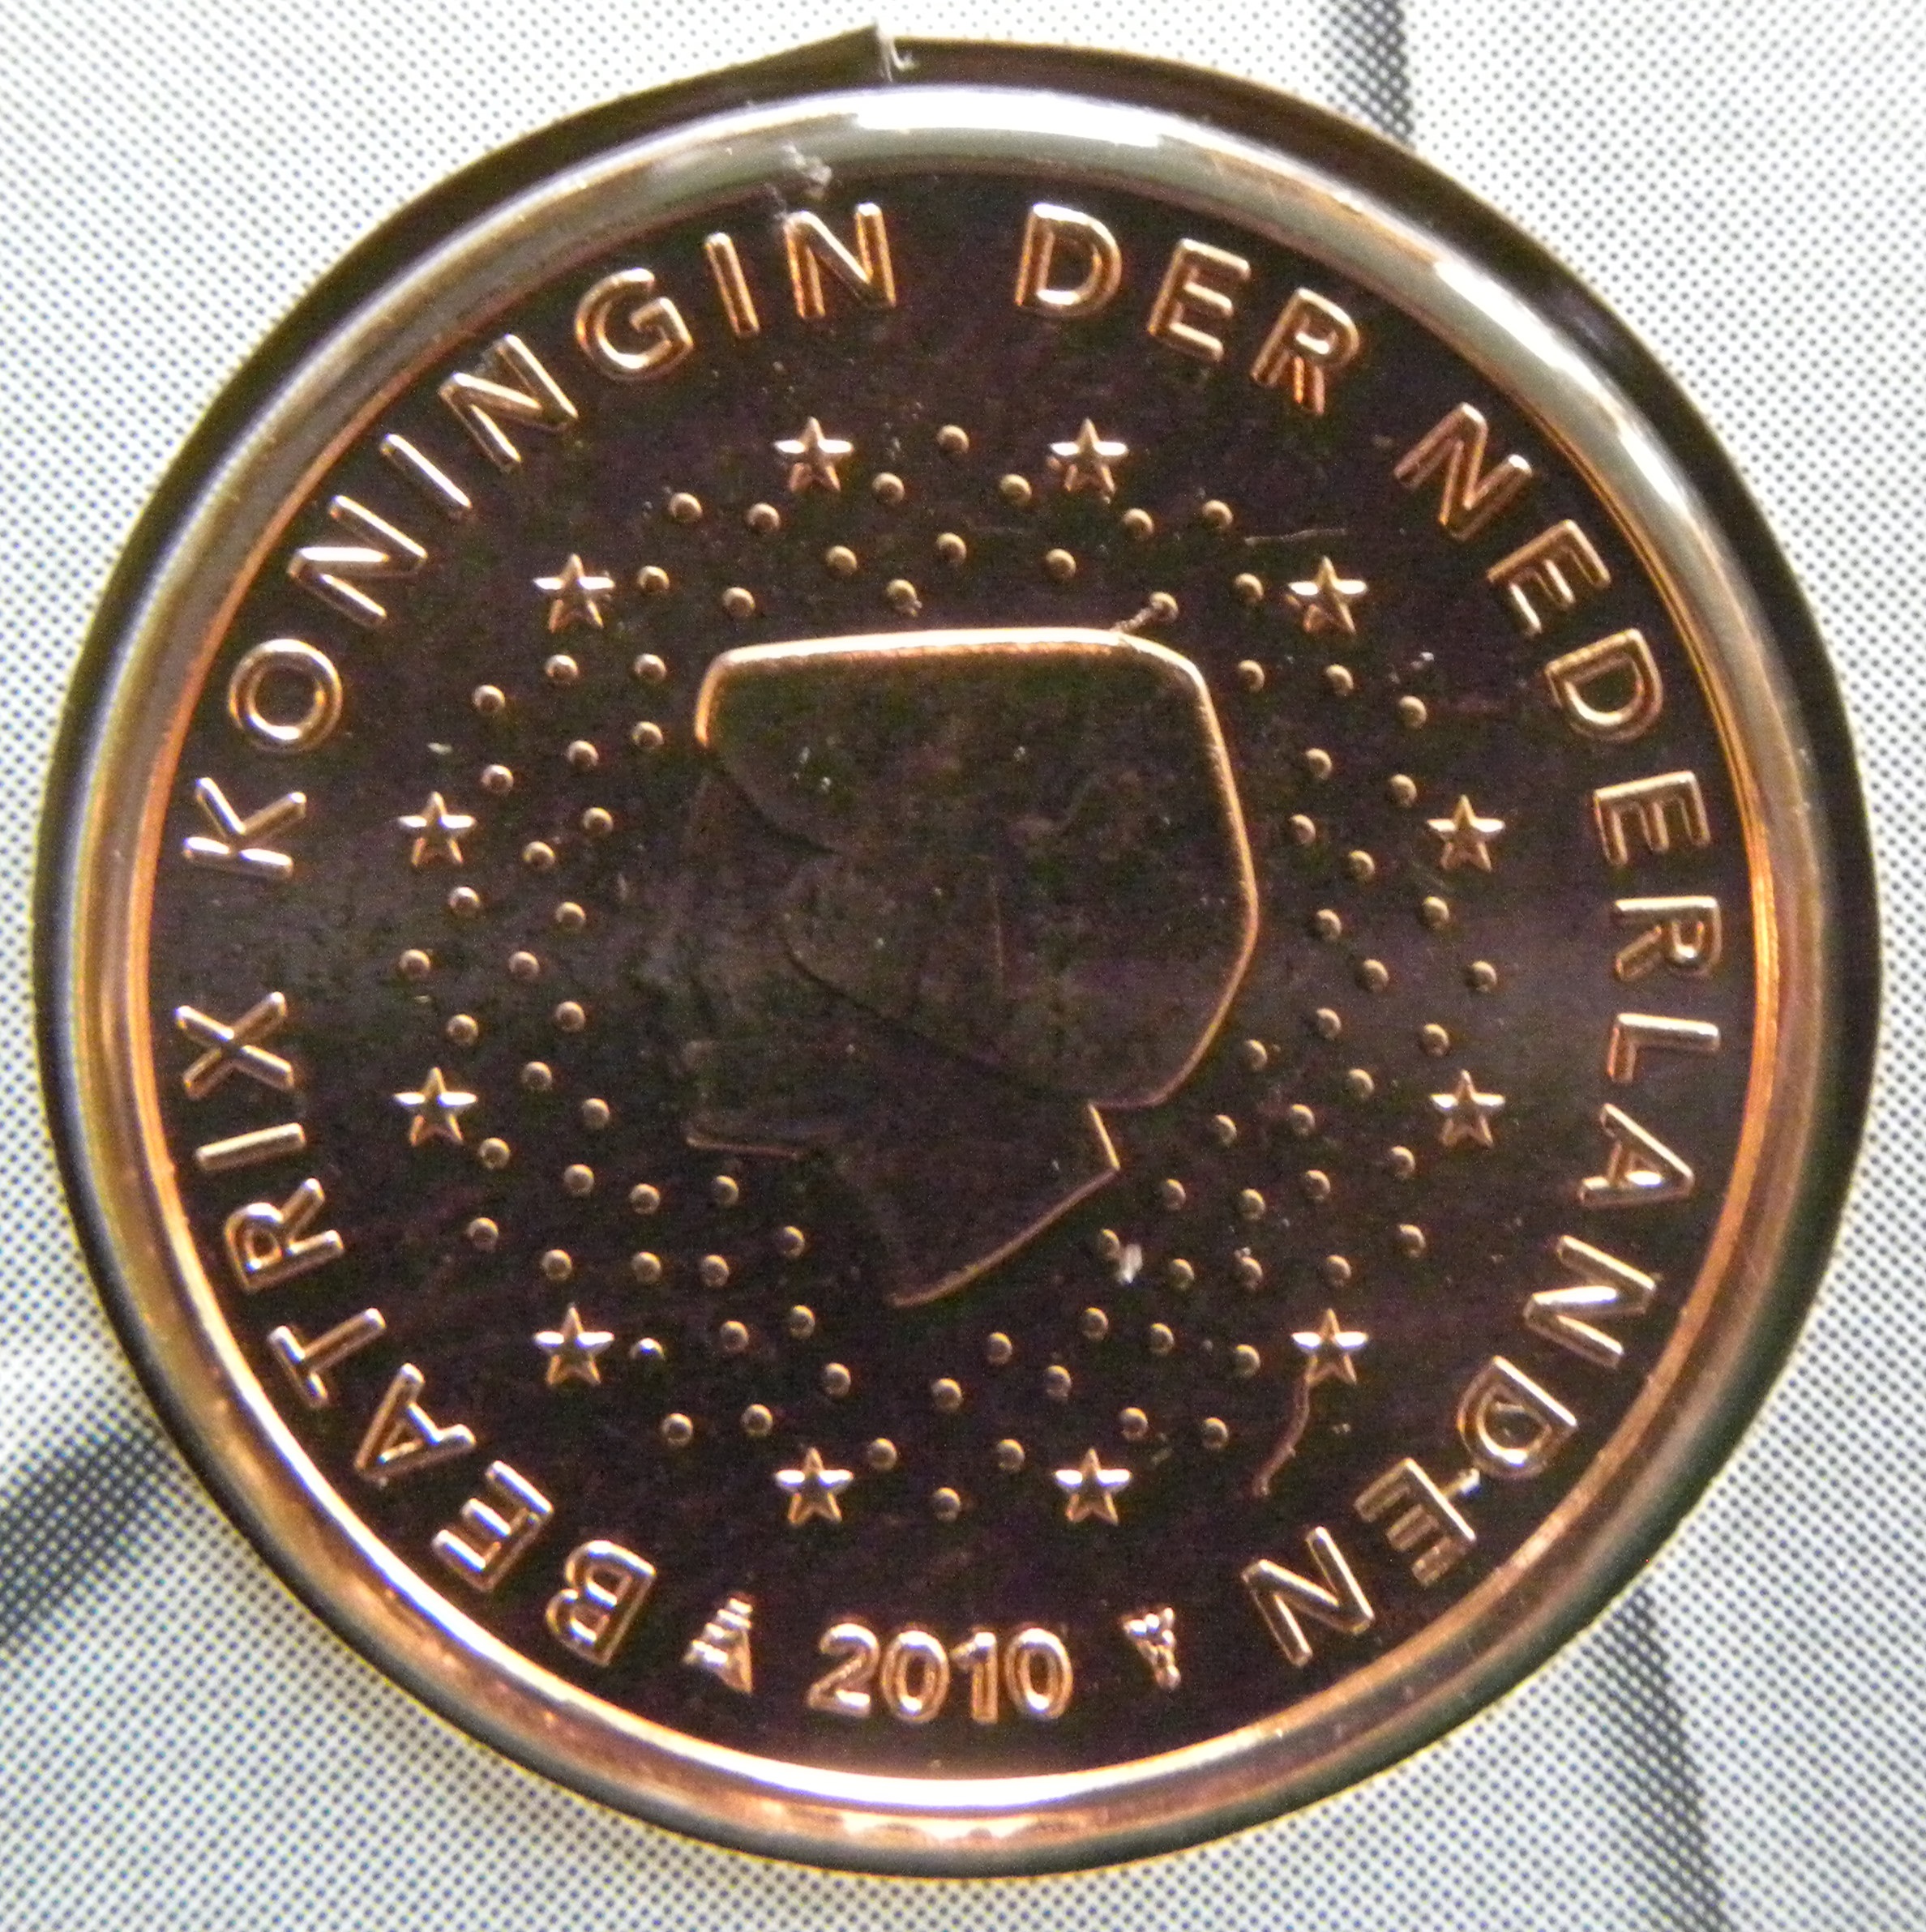 BEATRIX KONINGIN DER NEDERLANDEN
2010